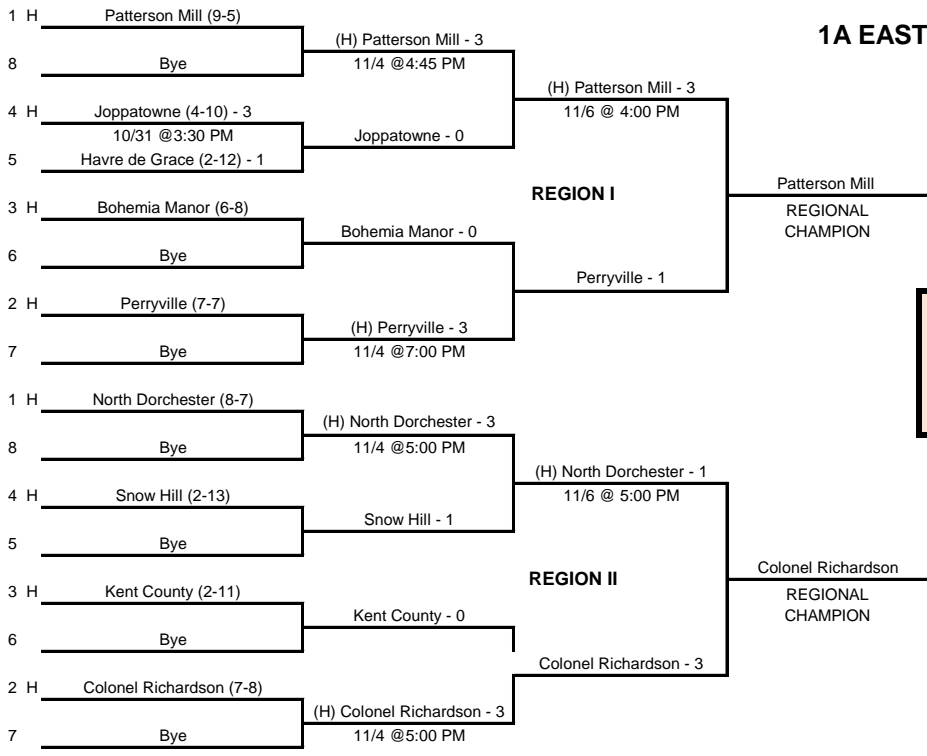 1A EAST
1 H Patterson Mill (9-5)
(H) Patterson Mill - 3
8 Bye
11/4 @4:45 PM
(H) Patterson Mill - 3
4 H Joppatowne (4-10) - 3
11/6 @ 4:00 PM
10/31 @3:30 PM
Joppatowne - 0
5 Havre de Grace (2-12) - 1
REGION I
Patterson Mill
REGIONAL
CHAMPION
3 H Bohemia Manor (6-8)
Bohemia Manor - 0
6 Bye
Perryville - 1
2 H Perryville (7-7)
(H) Perryville - 3
7 Bye
11/4 @7:00 PM
1 H North Dorchester (8-7)
(H) North Dorchester - 3
8 Bye
11/4 @5:00 PM
(H) North Dorchester - 1
4 H Snow Hill (2-13)
11/6 @ 5:00 PM
Snow Hill - 1
5 Bye
REGION II
Colonel Richardson
REGIONAL
CHAMPION
3 H Kent County (2-11)
Kent County - 0
6 Bye
Colonel Richardson - 3
2 H Colonel Richardson (7-8)
(H) Colonel Richardson - 3
7 Bye
11/4 @5:00 PM